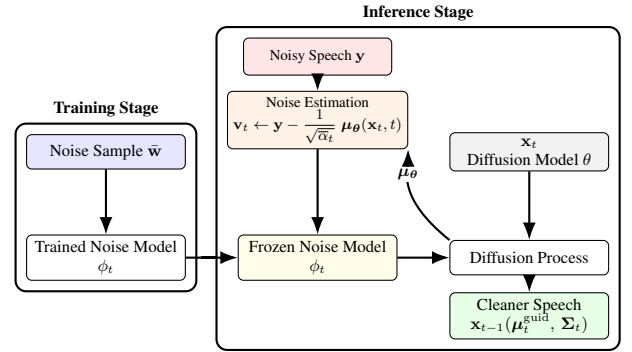 Inference Stage
Noisy Speech y
Training Stage
Noise Sample w̄
Noise Estimation
v_t ← y − 1/√ᾱ_t μ_θ(x_t, t)
x_t
Diffusion Model θ
μ_θ
Trained Noise Model
ϕ_t
Frozen Noise Model
ϕ_t
Diffusion Process
Cleaner Speech
x_{t−1}(μ_t^guid, Σ_t)